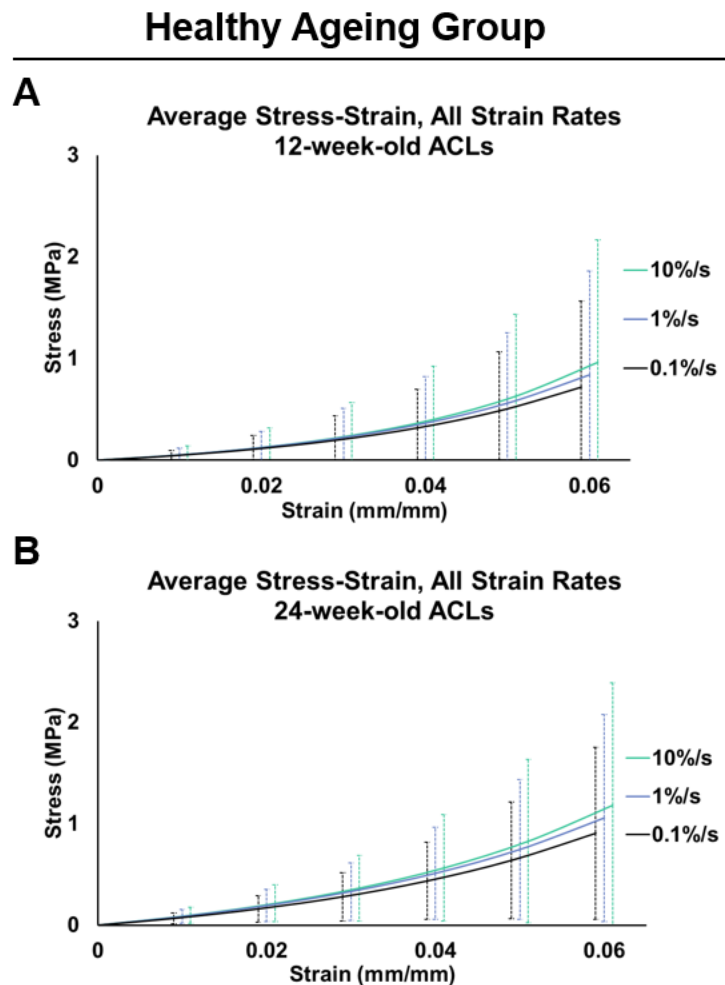 Healthy Ageing Group
A
Average Stress-Strain, All Strain Rates
12-week-old ACLs
3
2
1
0
Stress (MPa)
10%/s
1%/s
0.1%/s
0
0.02
0.04
0.06
Strain (mm/mm)
B
Average Stress-Strain, All Strain Rates
24-week-old ACLs
3
2
1
0
Stress (MPa)
10%/s
1%/s
0.1%/s
0
0.02
0.04
0.06
Strain (mm/mm)